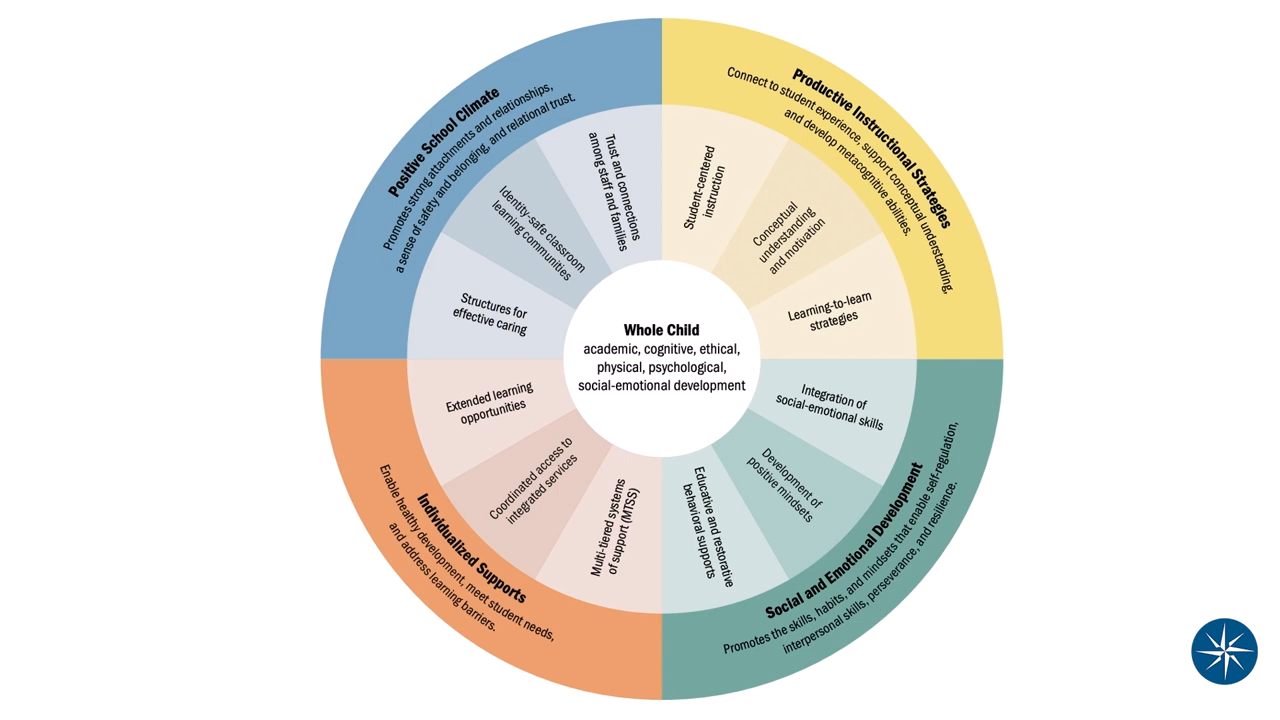 Positive School Climate
Promotes strong attachments and relationships,
a sense of safety and belonging, and relational trust.
Productive Instructional Strategies
Connect to student experience, support conceptual understanding,
and develop metacognitive abilities.
Trust and connections
among staff and families
Identity-safe classroom
learning communities
Structures for
effective caring
Student-centered
instruction
Conceptual
understanding
and motivation
Learning-to-learn
strategies
Whole Child
academic, cognitive, ethical,
physical, psychological,
social-emotional development
Extended learning
opportunities
Coordinated access to
integrated services
Multi-tiered systems
of support (MTSS)
Integration of
social-emotional skills
Development of
positive mindsets
Educative and restorative
behavioral supports
Individualized Supports
Enable healthy development, meet student needs,
and address learning barriers.
Social and Emotional Development
Promotes the skills, habits, and mindsets that enable self-regulation,
interpersonal skills, perseverance, and resilience.